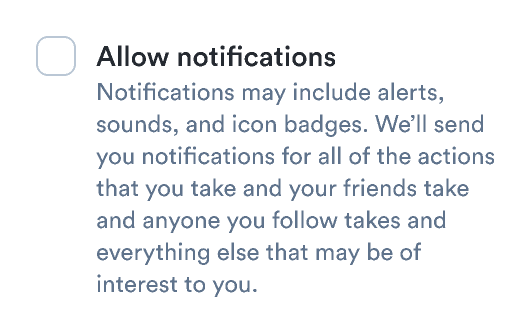 Allow notifications
Notifications may include alerts,
sounds, and icon badges. We’ll send
you notifications for all of the actions
that you take and your friends take
and anyone you follow takes and
everything else that may be of
interest to you.